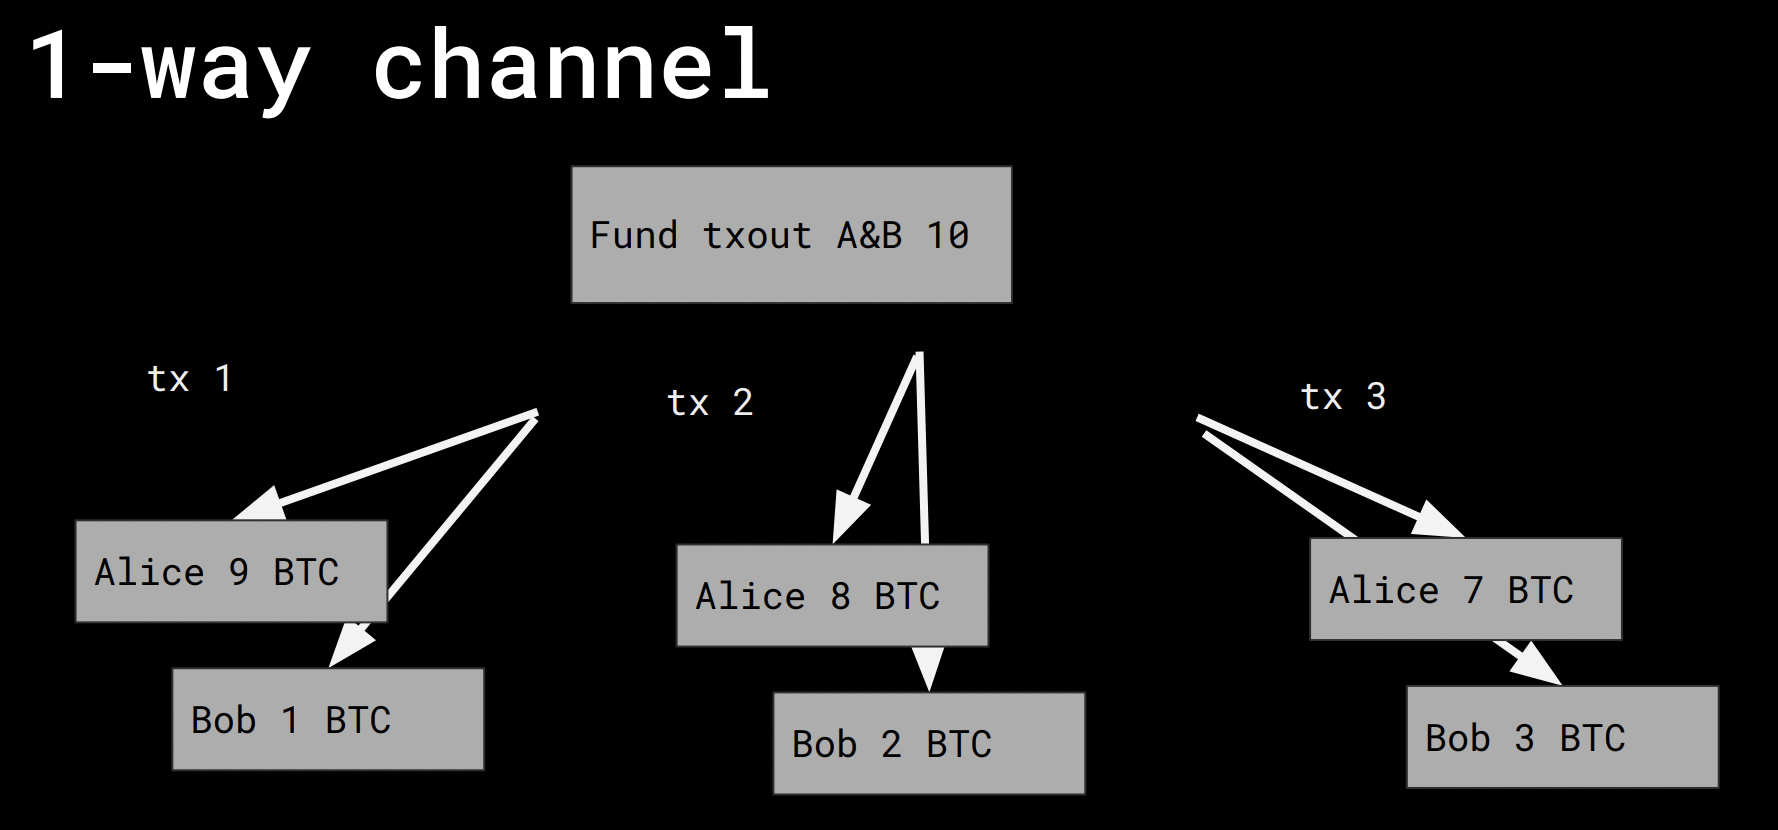 1-way channel
Fund txout A&B 10
tx 1
tx 2
tx 3
Alice 9 BTC
Alice 8 BTC
Alice 7 BTC
Bob 1 BTC
Bob 2 BTC
Bob 3 BTC